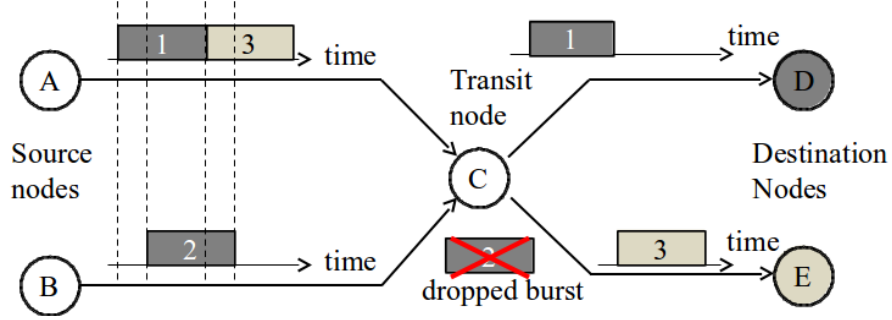 1 3 time
A
Source
nodes
2 time
B
Transit
node
C
2
dropped burst
1 time
D
Destination
Nodes
3 time
E